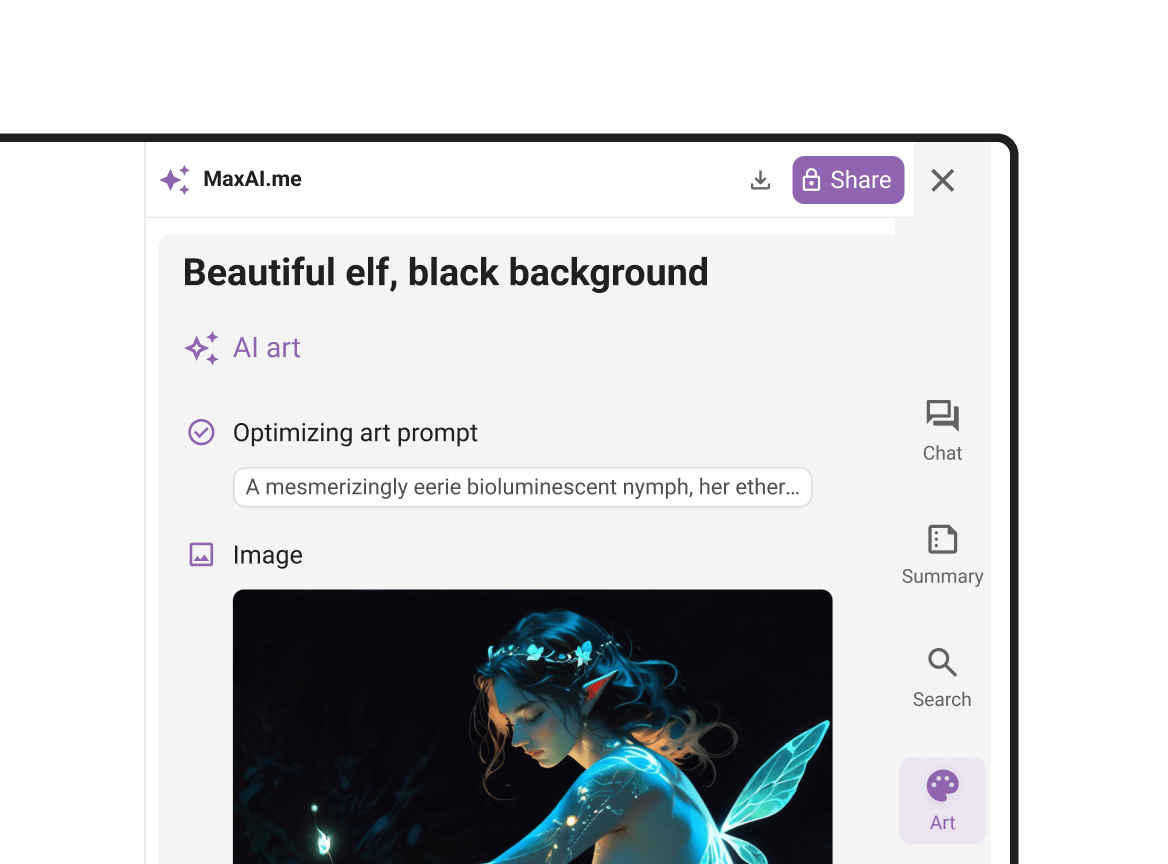 MaxAI.me
Share
Beautiful elf, black background
AI art
Optimizing art prompt
A mesmerizingly eerie bioluminescent nymph, her ether...
Image
Chat
Summary
Search
Art